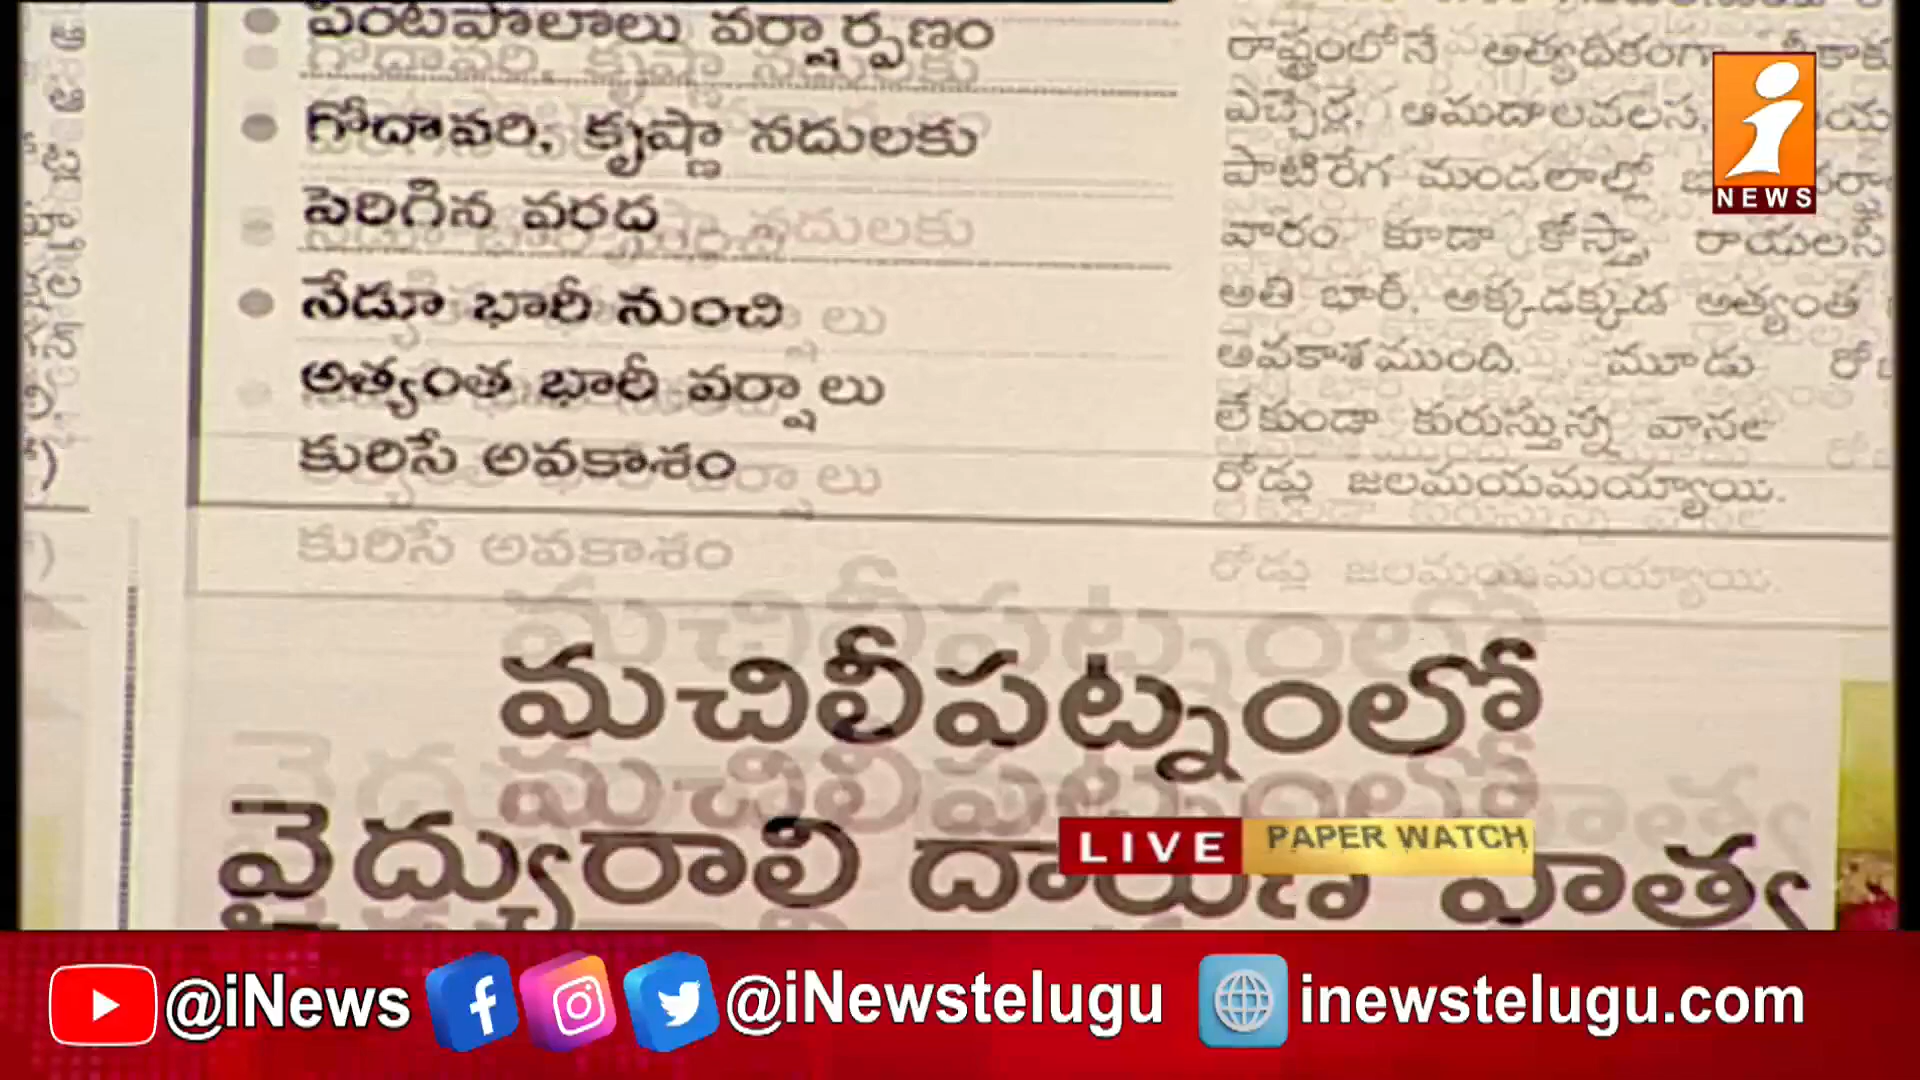 పంటపొలాలు వర్షార్పణం
గోదావరి, కృష్ణా నదులకు
పెరిగిన వరద
నేడూ భారీ నుంచి
అత్యంత భారీ వర్షాలు
కురిసే అవకాశం
రాష్ట్రంలోనే అత్యధికంగా
ఎచ్చెర్ల, ఆమదాలవలస,
పాటిరేగ మండలాల్లో
వారం కూడా కోస్తా,
అతి భారీ, అక్కడక్కడ అత్యంత
అవకాశముంది. మూడు
లేకుండా కురుస్తున్న
రోడ్లు జలమయమయ్యాయి.
మచిలీపట్నంలో
వైద్యురాలి దారుణ హత్య
i
NEWS
LIVE PAPER WATCH
@iNews @iNewstelugu inewstelugu.com